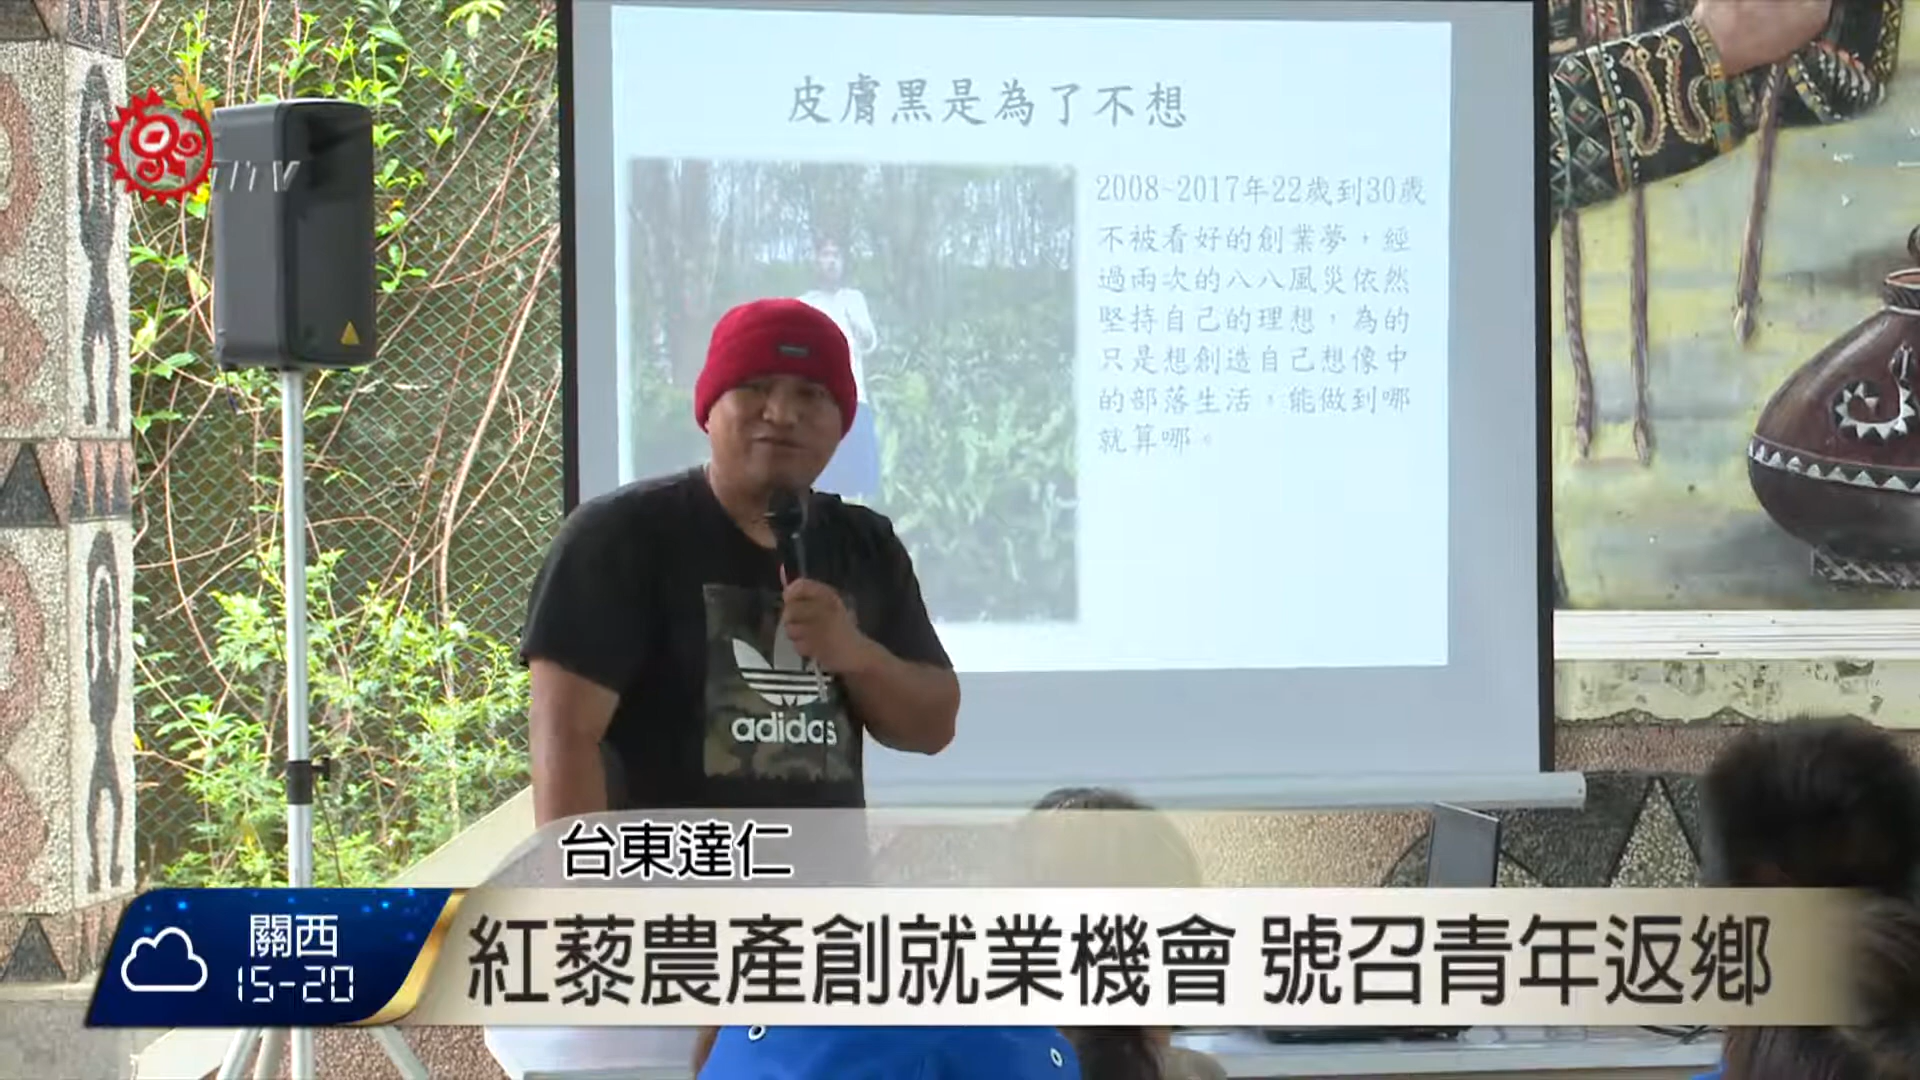 皮膚黑是為了不想
TITV
2008-2017年22歲到30歲
不被看好的創業夢，經
過兩次的八八風災依然
堅持自己的理想，為的
只是想創造自己想像中
的部落生活，能做到哪
就算哪。
adidas
台東達仁
關西
15-20
紅藜農產創就業機會 號召青年返鄉